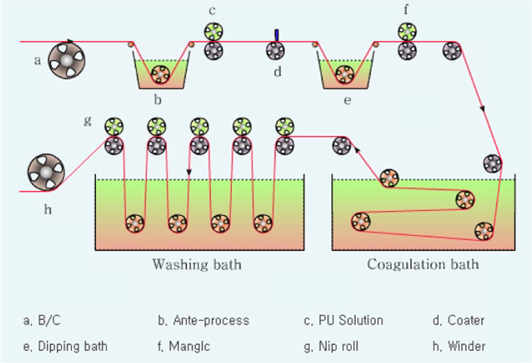 c
f
a
d
b
e
g
h
Washing bath
Coagulation bath
a, B/C
b, Ante-process
c, PU Solution
d, Coater
e, Dipping bath
f, Manglc
g, Nip roll
h, Winder